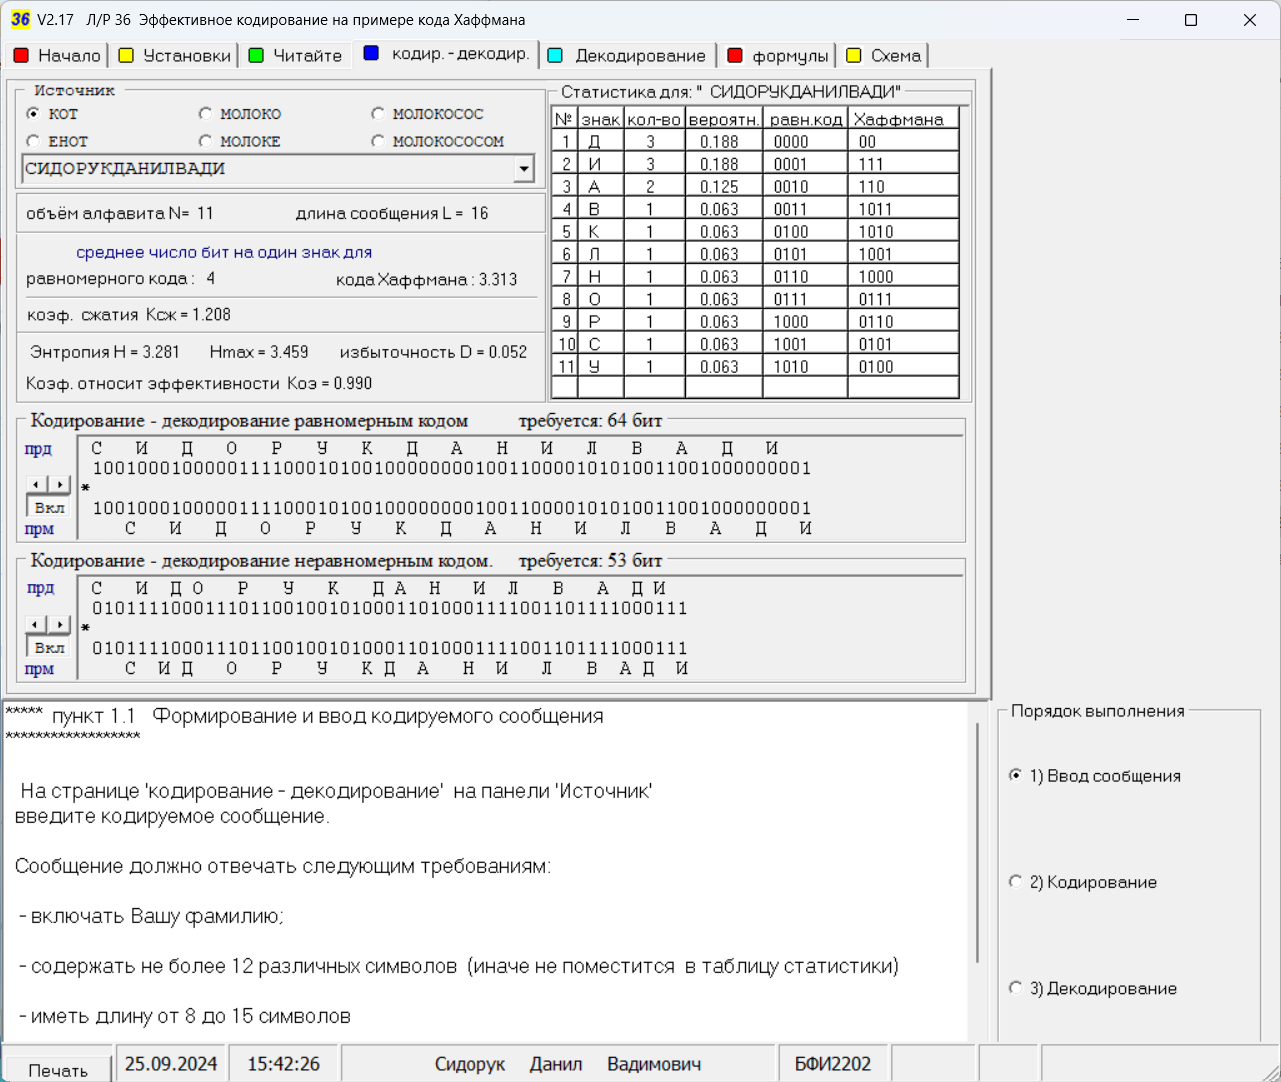 36 V2.17 Л/Р 36 Эффективное кодирование на примере кода Хаффмана
Начало Установки Читайте кодир. - декодир. Декодирование формулы Схема
Источник
КОТ МОЛОКО МОЛОКОСОС
ЕНОТ МОЛОКЕ МОЛОКОСОСОМ
СИДОРУКДАНИЛВАДИ
объём алфавита N= 11 длина сообщения L = 16
среднее число бит на один знак для
равномерного кода : 4 кода Хаффмана : 3.313
коэф. сжатия Ксж = 1.208
Энтропия H = 3.281 Hmax = 3.459 избыточность D = 0.052
Коэф. относит эффективности Коэ = 0.990
Статистика для: " СИДОРУКДАНИЛВАДИ"
№ знак кол-во вероятн. равн.код Хаффмана
1 Д 3 0.188 0000 00
2 И 3 0.188 0001 111
3 А 2 0.125 0010 110
4 В 1 0.063 0011 1011
5 К 1 0.063 0100 1010
6 Л 1 0.063 0101 1001
7 Н 1 0.063 0110 1000
8 О 1 0.063 0111 0111
9 Р 1 0.063 1000 0110
10 С 1 0.063 1001 0101
11 У 1 0.063 1010 0100
Кодирование - декодирование равномерным кодом требуется: 64 бит
прд С И Д О Р У К Д А Н И Л В А Д И
1001000100000111100010100100000000100110000101010011001000000001
*
Вкл 1001000100000111100010100100000000100110000101010011001000000001
прм С И Д О Р У К Д А Н И Л В А Д И
Кодирование - декодирование неравномерным кодом. требуется: 53 бит
прд С И Д О Р У К Д А Н И Л В А Д И
01011110001110110010010100011010001111001101111000111
*
Вкл 01011110001110110010010100011010001111001101111000111
прм С И Д О Р У К Д А Н И Л В А Д И
***** пункт 1.1 Формирование и ввод кодируемого сообщения
******************
На странице 'кодирование - декодирование' на панели 'Источник'
введите кодируемое сообщение.
Сообщение должно отвечать следующим требованиям:
- включать Вашу фамилию;
- содержать не более 12 различных символов (иначе не поместится в таблицу статистики)
- иметь длину от 8 до 15 символов
Порядок выполнения
1) Ввод сообщения
2) Кодирование
3) Декодирование
Печать 25.09.2024 15:42:26 Сидорук Данил Вадимович БФИ2202